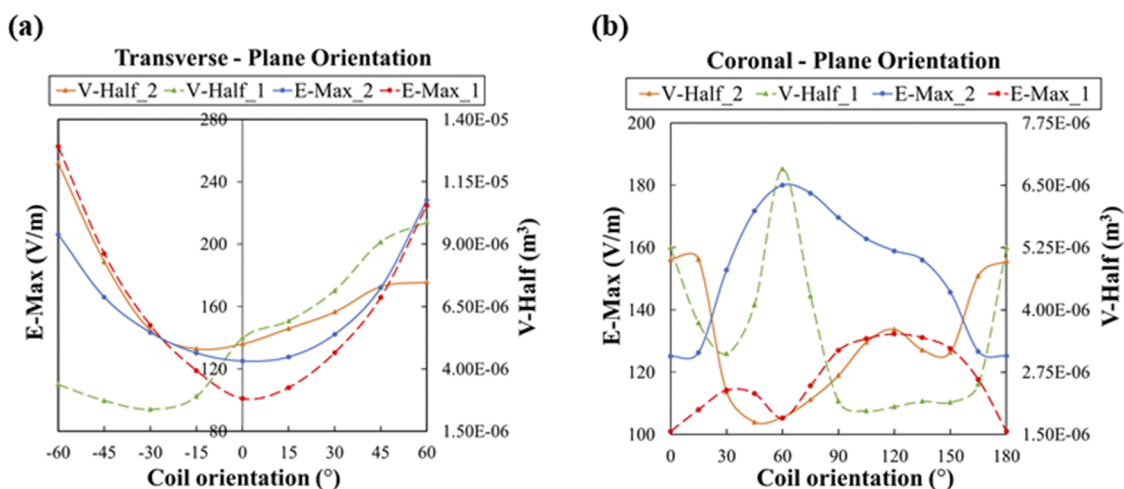 (a)
Transverse - Plane Orientation
V-Half_2 V-Half_1 E-Max_2 E-Max_1
280 1.40E-05
240 1.15E-05
200 9.00E-06
160 6.50E-06
120 4.00E-06
80 1.50E-06
E-Max (V/m)
V-Half (m³)
-60 -45 -30 -15 0 15 30 45 60
Coil orientation (°)
(b)
Coronal - Plane Orientation
V-Half_2 V-Half_1 E-Max_2 E-Max_1
200 7.75E-06
180 6.50E-06
160 5.25E-06
140 4.00E-06
120 2.75E-06
100 1.50E-06
E-Max (V/m)
V-Half (m³)
0 30 60 90 120 150 180
Coil orientation (°)